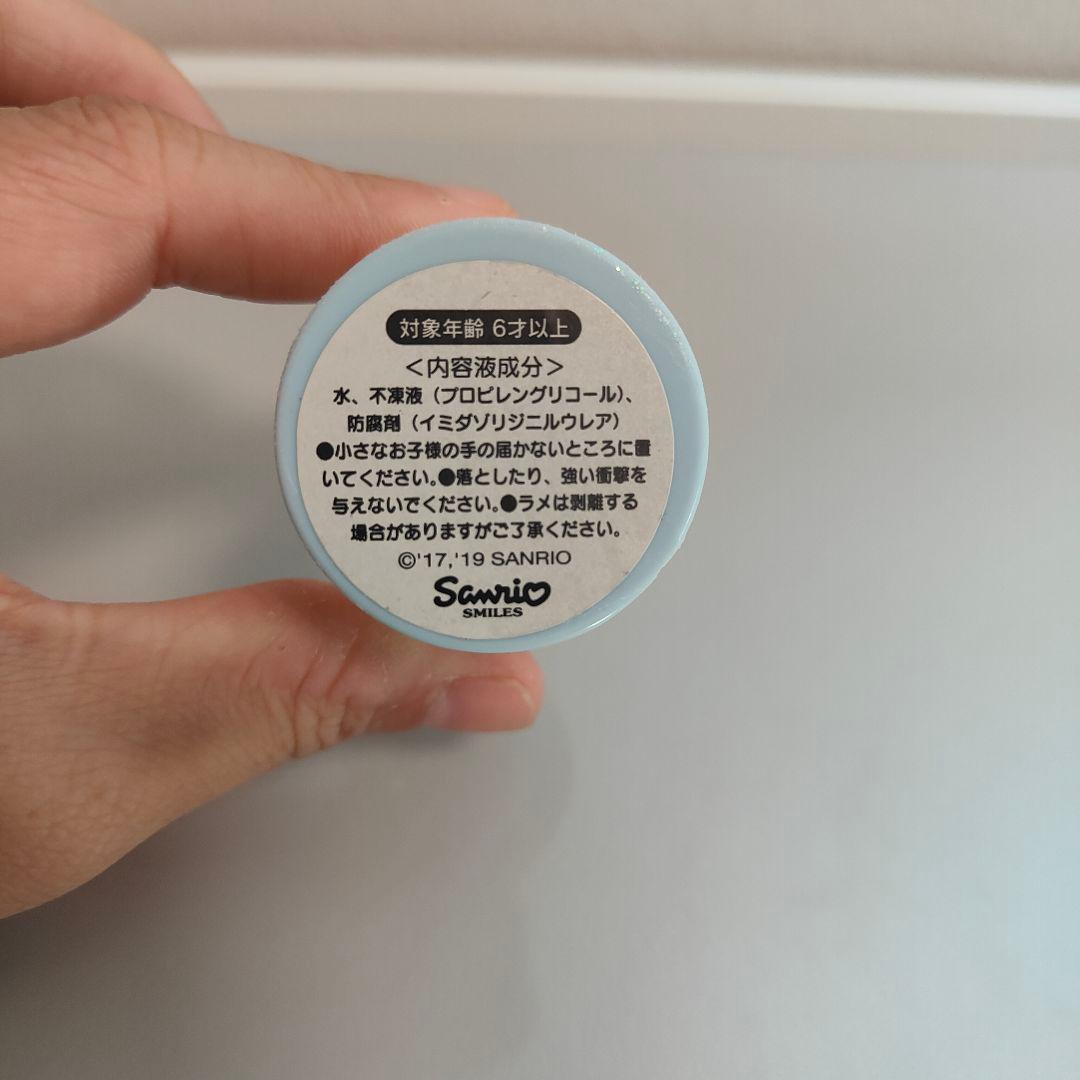 対象年齢 6才以上
＜内容液成分＞
水、不凍液（プロピレングリコール）、
防腐剤（イミダゾリジニルウレア）
●小さなお子様の手の届かないところに置
いてください。●落としたり、強い衝撃を
与えないでください。●ラメは剥離する
場合がありますがご了承ください。
©'17,'19 SANRIO
Sanrio
SMILES